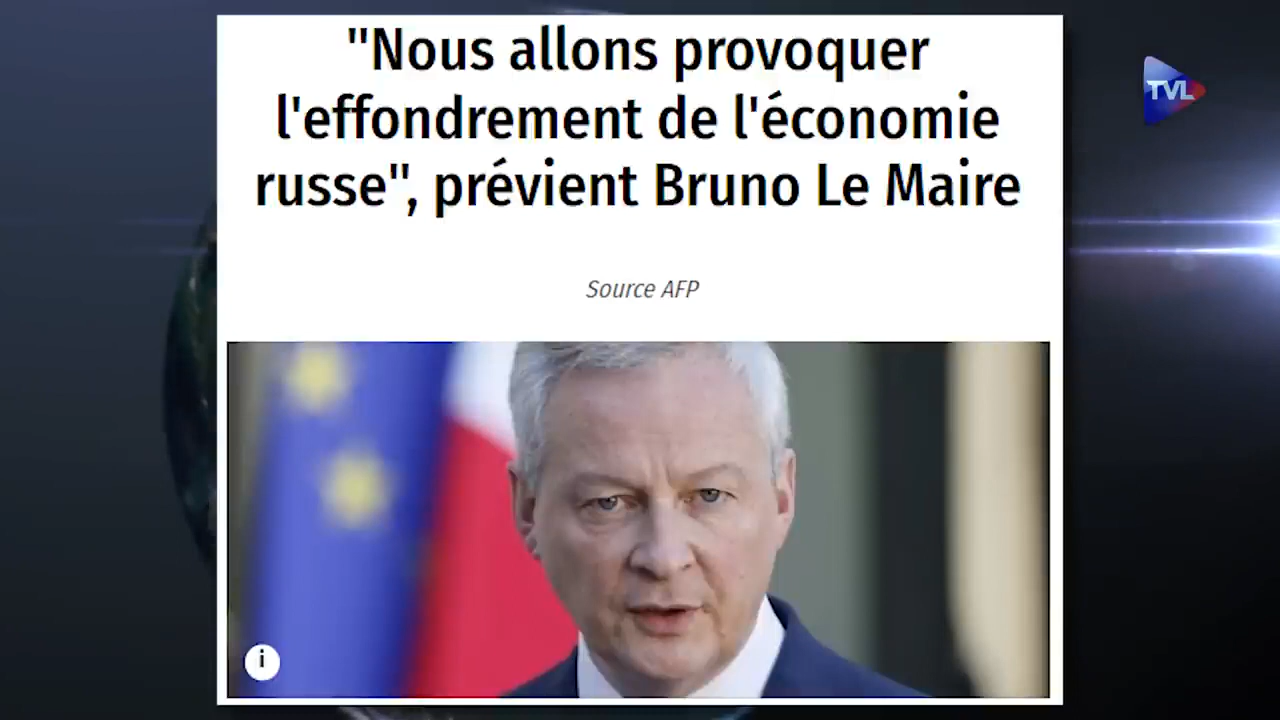 "Nous allons provoquer
l'effondrement de l'économie
russe", prévient Bruno Le Maire
TVL
Source AFP
i